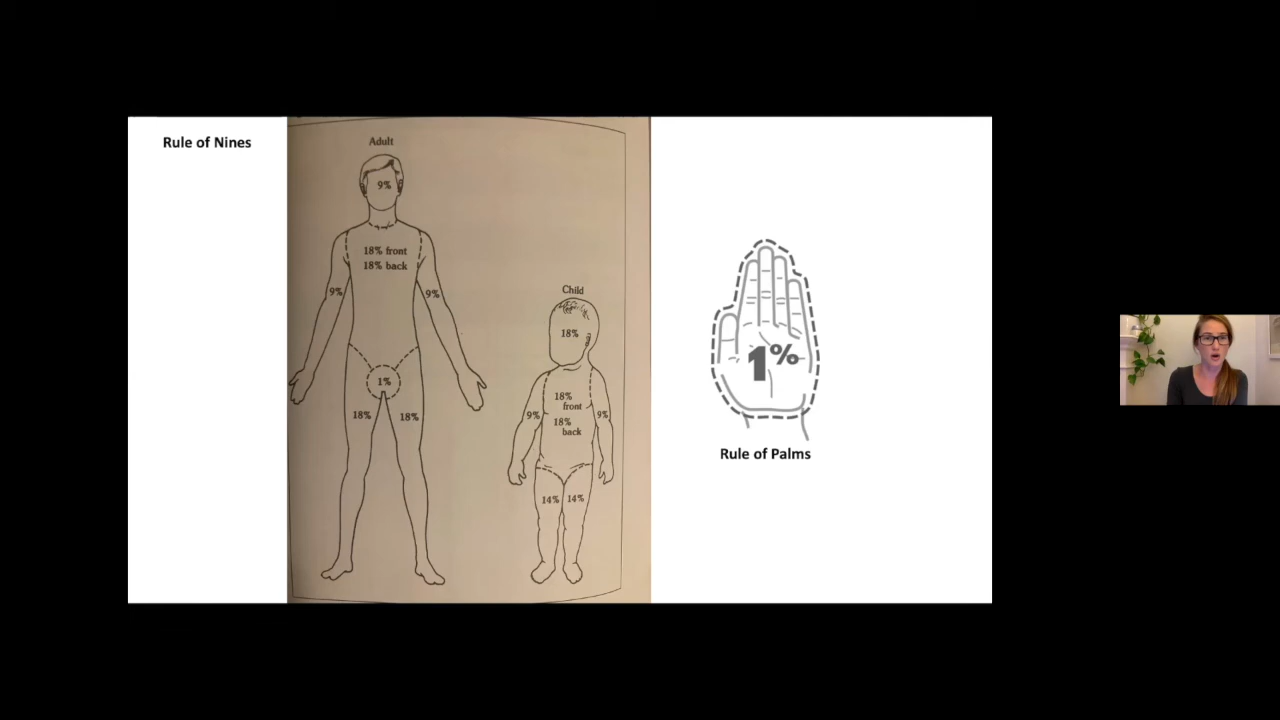 Rule of Nines
Adult
9%
18% front
18% back
9%
9%
1%
18%
18%
Child
18%
18%
front
18%
back
9%
9%
14%
14%
1%
Rule of Palms